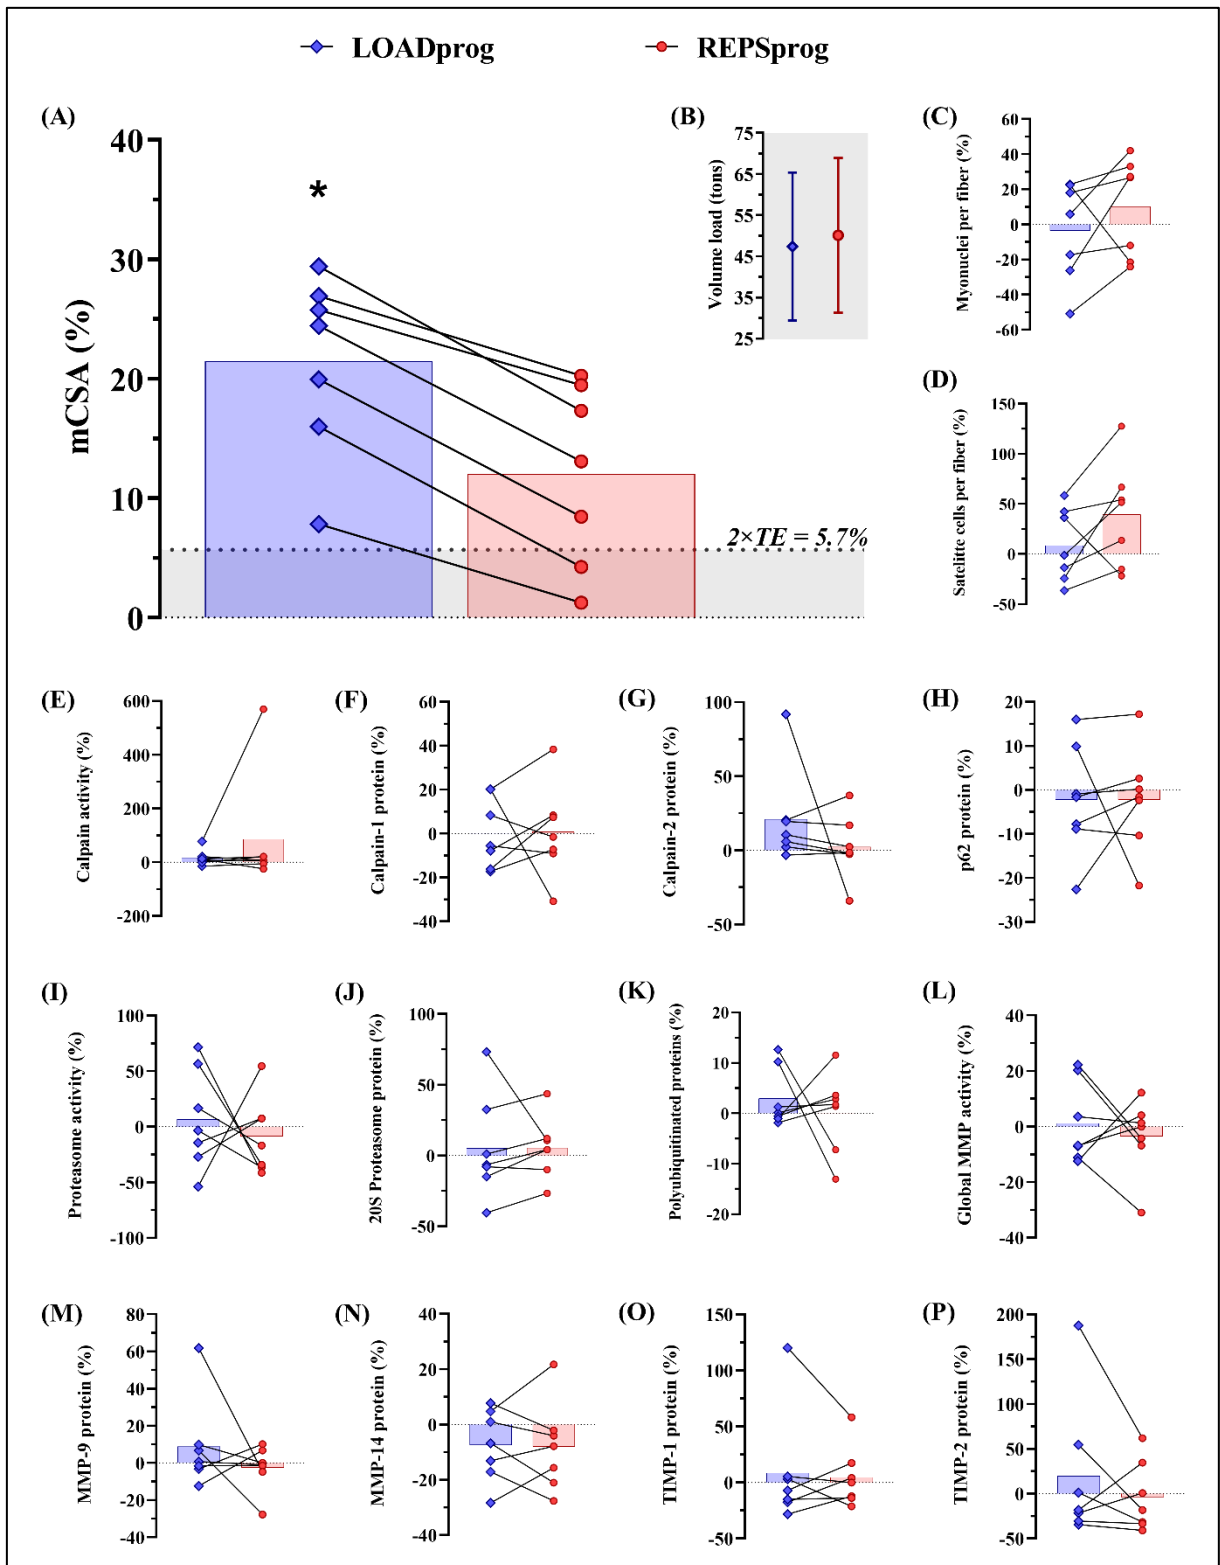 LOADprog REPSprog
(A)
mCSA (%)
40
30
20
10
0
*
2×TE = 5.7%
(B)
Volume load (tons)
75
65
55
45
35
25
(C)
Myonuclei per fiber (%)
60
40
20
0
-20
-40
-60
(D)
Satelitte cells per fiber (%)
150
100
50
0
-50
(E)
Calpain activity (%)
600
400
200
0
-200
(F)
Calpain-1 protein (%)
60
40
20
0
-20
-40
(G)
Calpain-2 protein (%)
100
50
0
-50
(H)
p62 protein (%)
20
10
0
-10
-20
-30
(I)
Proteasome activity (%)
100
50
0
-50
-100
(J)
20S Proteasome protein (%)
100
50
0
-50
(K)
Polyubiquitinated proteins (%)
20
10
0
-10
-20
(L)
Global MMP activity (%)
40
20
0
-20
-40
(M)
MMP-9 protein (%)
80
60
40
20
0
-20
-40
(N)
MMP-14 protein (%)
40
20
0
-20
-40
(O)
TIMP-1 protein (%)
150
100
50
0
-50
(P)
TIMP-2 protein (%)
200
150
100
50
0
-50